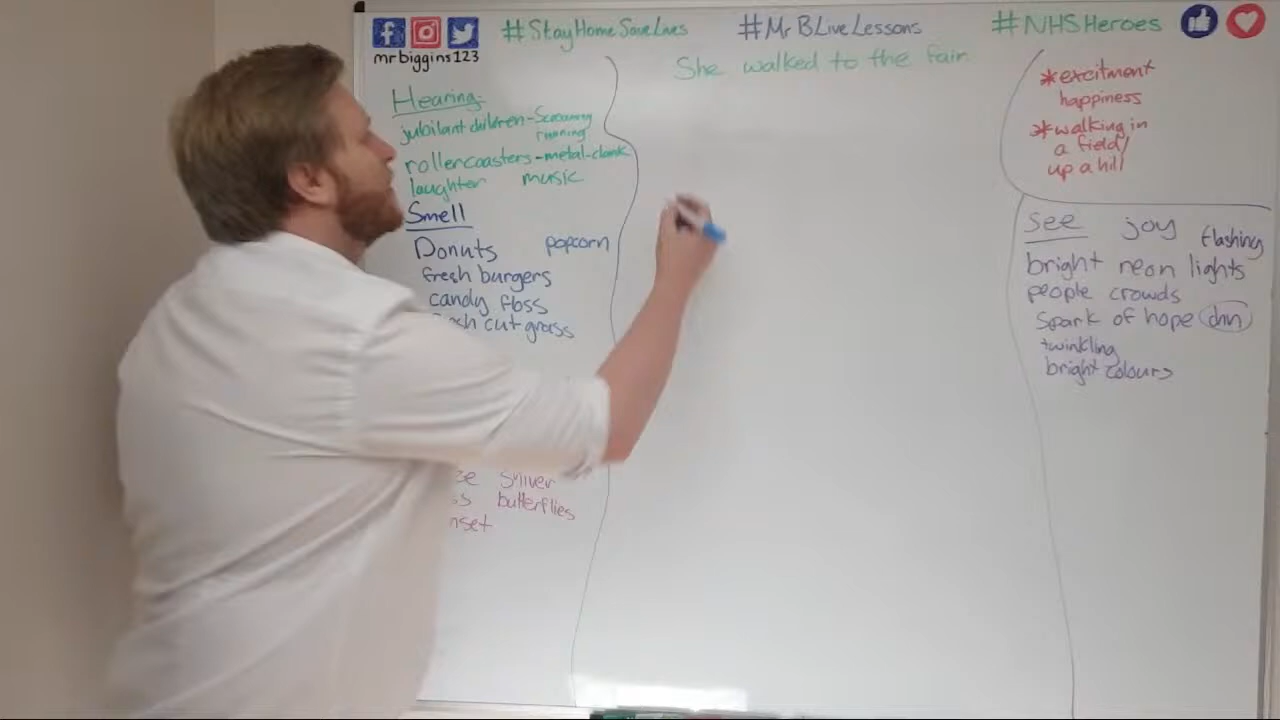 #StayHomeSaveLives #MrBLiveLessons #NHSHeroes
mrbiggins123
She walked to the fair
Hearing
jubilant children - Screaming
running
rollercoasters - metal - clank
laughter music
Smell
Donuts popcorn
fresh burgers
candy floss
cut grass
shiver
butterflies
*excitment
happiness
*walking in
a field/
up a hill
see joy flashing
bright neon lights
people crowds
spark of hope
twinkling
bright colours